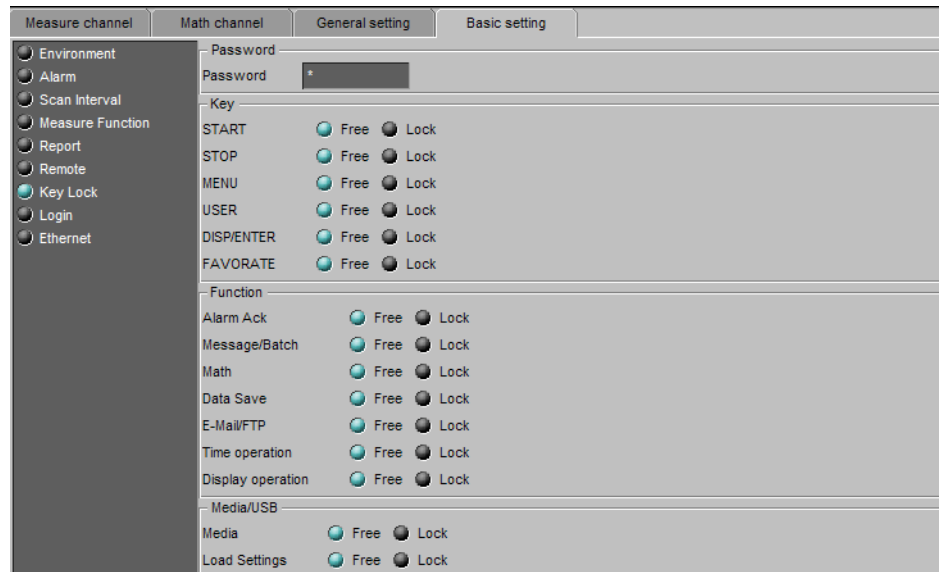 Measure channel Math channel General setting Basic setting
Environment
Alarm
Scan Interval
Measure Function
Report
Remote
Key Lock
Login
Ethernet
Password
Password *
Key
START Free Lock
STOP Free Lock
MENU Free Lock
USER Free Lock
DISP/ENTER Free Lock
FAVORATE Free Lock
Function
Alarm Ack Free Lock
Message/Batch Free Lock
Math Free Lock
Data Save Free Lock
E-Mail/FTP Free Lock
Time operation Free Lock
Display operation Free Lock
Media/USB
Media Free Lock
Load Settings Free Lock